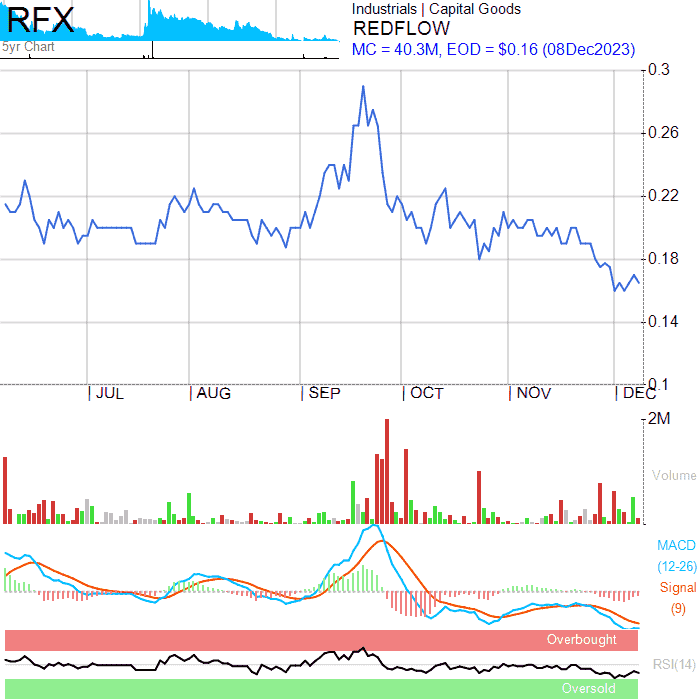 RFX
5yr Chart
Industrials | Capital Goods
REDFLOW
MC = 40.3M, EOD = $0.16 (08Dec2023)
0.3
0.26
0.22
0.18
0.14
0.1
JUL AUG SEP OCT NOV DEC
2M
Volume
MACD
(12-26)
Signal
(9)
Overbought
RSI(14)
Oversold